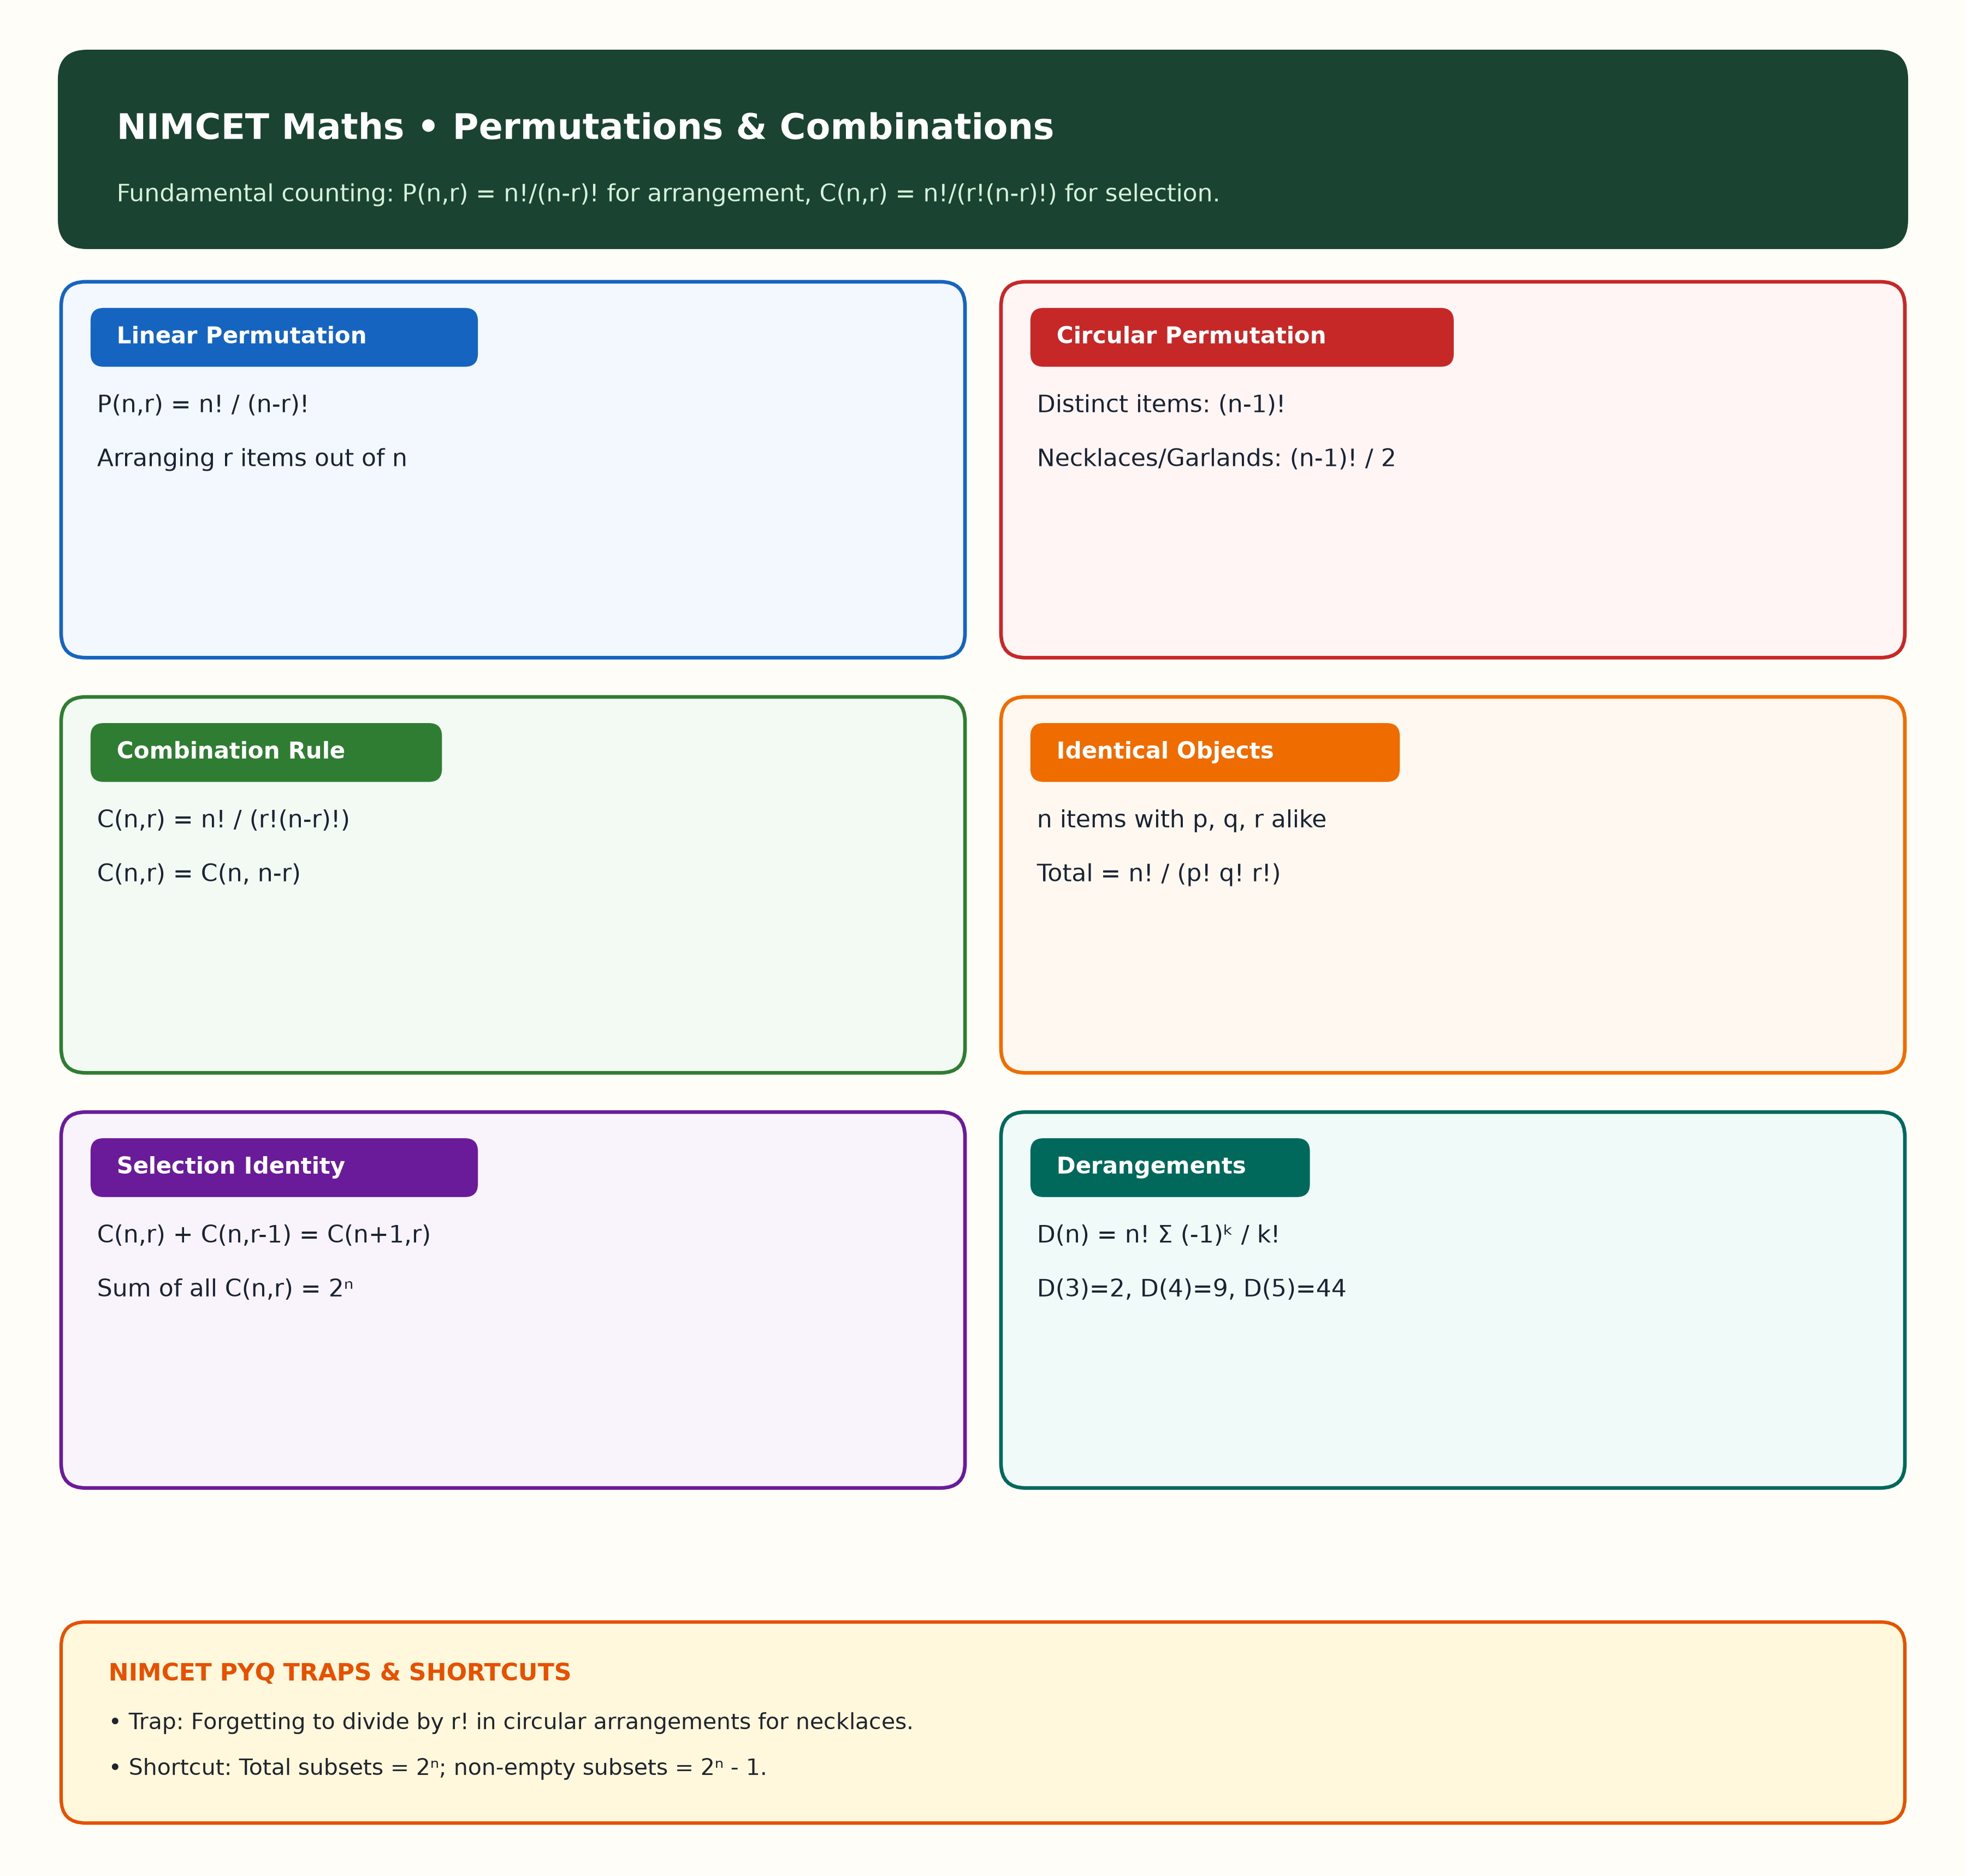 NIMCET Maths • Permutations & Combinations
Fundamental counting: P(n,r) = n!/(n-r)! for arrangement, C(n,r) = n!/(r!(n-r)!) for selection.
Linear Permutation
P(n,r) = n! / (n-r)!
Arranging r items out of n
Circular Permutation
Distinct items: (n-1)!
Necklaces/Garlands: (n-1)! / 2
Combination Rule
C(n,r) = n! / (r!(n-r)!)
C(n,r) = C(n, n-r)
Identical Objects
n items with p, q, r alike
Total = n! / (p! q! r!)
Selection Identity
C(n,r) + C(n,r-1) = C(n+1,r)
Sum of all C(n,r) = 2ⁿ
Derangements
D(n) = n! Σ (-1)ᵏ / k!
D(3)=2, D(4)=9, D(5)=44
NIMCET PYQ TRAPS & SHORTCUTS
• Trap: Forgetting to divide by r! in circular arrangements for necklaces.
• Shortcut: Total subsets = 2ⁿ; non-empty subsets = 2ⁿ - 1.